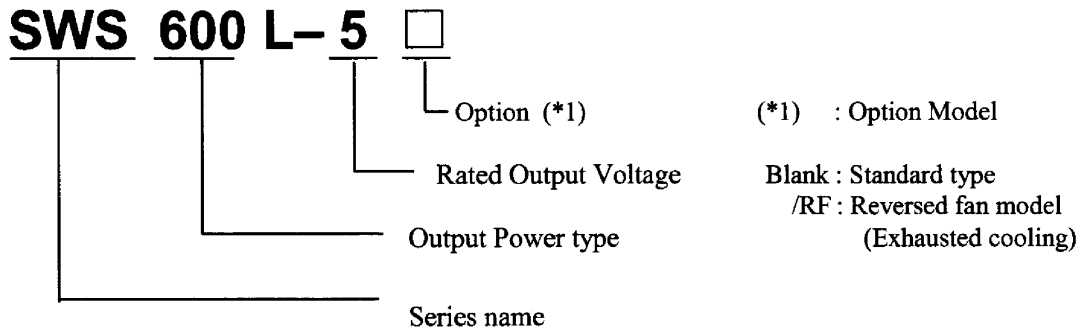 SWS 600 L– 5 □
Option (*1) (*1) : Option Model
Rated Output Voltage Blank : Standard type
Output Power type /RF : Reversed fan model
(Exhausted cooling)
Series name